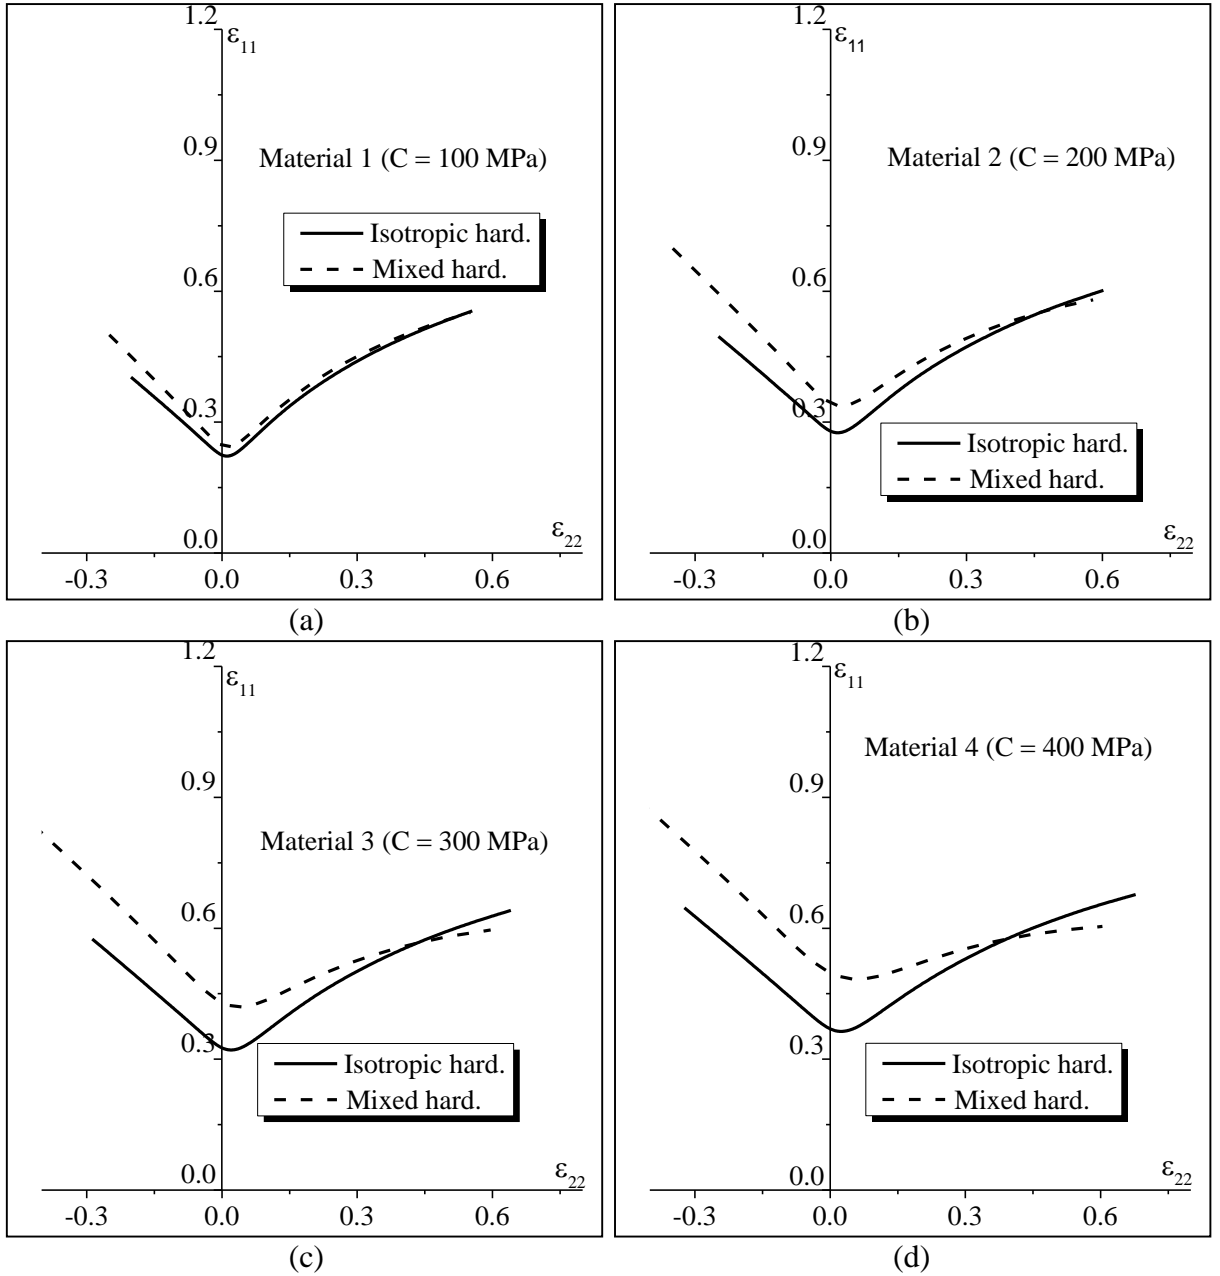 1.2
ε11
0.9
Material 1 (C = 100 MPa)
Isotropic hard.
Mixed hard.
0.6
0.3
0.0
ε22
-0.3 0.0 0.3 0.6
(a)
1.2
ε11
0.9
Material 2 (C = 200 MPa)
0.6
0.3
Isotropic hard.
Mixed hard.
0.0
ε22
-0.3 0.0 0.3 0.6
(b)
1.2
ε11
0.9
Material 3 (C = 300 MPa)
0.6
0.3
Isotropic hard.
Mixed hard.
0.0
ε22
-0.3 0.0 0.3 0.6
(c)
1.2
ε11
Material 4 (C = 400 MPa)
0.9
0.6
0.3
Isotropic hard.
Mixed hard.
0.0
ε22
-0.3 0.0 0.3 0.6
(d)